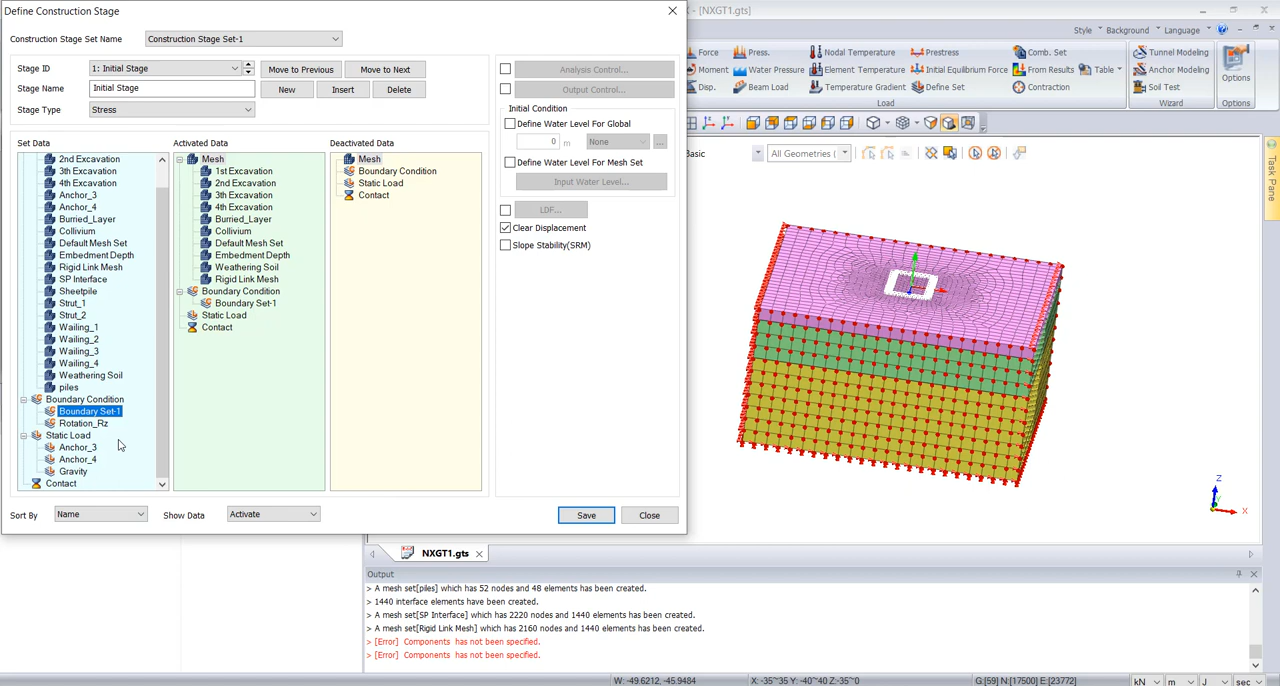 Define Construction Stage
X - [NXGT1.gts]
Construction Stage Set Name
Construction Stage Set-1
Stage ID
1: Initial Stage
Move to Previous
Move to Next
Stage Name
Initial Stage
New
Insert
Delete
Stage Type
Stress
Set Data
2nd Excavation
3th Excavation
4th Excavation
Anchor_3
Anchor_4
Burried_Layer
Collivium
Default Mesh Set
Embedment Depth
Rigid Link Mesh
SP Interface
Sheetpile
Strut_1
Strut_2
Wailing_1
Wailing_2
Wailing_3
Wailing_4
Weathering Soil
piles
Boundary Condition
Boundary Set-1
Rotation_Rz
Static Load
Anchor_3
Anchor_4
Gravity
Contact
Activated Data
Mesh
1st Excavation
2nd Excavation
3th Excavation
4th Excavation
Burried_Layer
Collivium
Default Mesh Set
Embedment Depth
Weathering Soil
Rigid Link Mesh
Boundary Condition
Boundary Set-1
Static Load
Contact
Deactivated Data
Mesh
Boundary Condition
Static Load
Contact
Analysis Control...
Output Control...
Initial Condition
Define Water Level For Global
0 m
None
...
Define Water Level For Mesh Set
Input Water Level...
LDF...
Clear Displacement
Slope Stability(SRM)
Sort By
Name
Show Data
Activate
Save
Close
Style
Background
Language
Force
Press.
Nodal Temperature
Prestress
Comb. Set
Moment
Water Pressure
Element Temperature
Initial Equilibrium Force
From Results
Table
Disp.
Beam Load
Temperature Gradient
Define Set
Contraction
Load
Tunnel Modeling
Anchor Modeling
Soil Test
Wizard
Options
Options
All Geometries (
Task Pane
Z
Y
X
NXGT1.gts
Output
> A mesh set[piles] which has 52 nodes and 48 elements has been created.
> 1440 interface elements have been created.
> A mesh set[SP Interface] which has 2220 nodes and 1440 elements has been created.
> A mesh set[Rigid Link Mesh] which has 2160 nodes and 1440 elements has been created.
> [Error] Components has not been specified.
> [Error] Components has not been specified.
W: -49.6212, -45.9484
X: -35~35 Y: -40~40 Z:-35~0
G:[59] N:[17500] E:[23772]
kN
m
J
sec